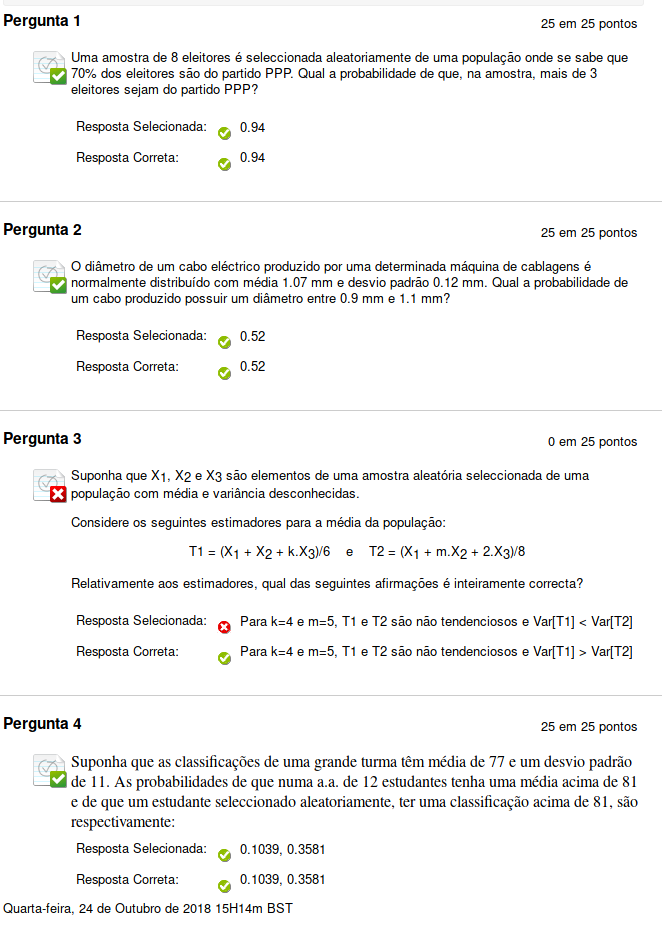 Pergunta 1
25 em 25 pontos
Uma amostra de 8 eleitores é seleccionada aleatoriamente de uma população onde se sabe que
70% dos eleitores são do partido PPP. Qual a probabilidade de que, na amostra, mais de 3
eleitores sejam do partido PPP?
Resposta Selecionada: 0.94
Resposta Correta: 0.94
Pergunta 2
25 em 25 pontos
O diâmetro de um cabo eléctrico produzido por uma determinada máquina de cablagens é
normalmente distribuído com média 1.07 mm e desvio padrão 0.12 mm. Qual a probabilidade de
um cabo produzido possuir um diâmetro entre 0.9 mm e 1.1 mm?
Resposta Selecionada: 0.52
Resposta Correta: 0.52
Pergunta 3
0 em 25 pontos
Suponha que X1, X2 e X3 são elementos de uma amostra aleatória seleccionada de uma
população com média e variância desconhecidas.
Considere os seguintes estimadores para a média da população:
T1 = (X1 + X2 + k.X3)/6 e T2 = (X1 + m.X2 + 2.X3)/8
Relativamente aos estimadores, qual das seguintes afirmações é inteiramente correcta?
Resposta Selecionada: Para k=4 e m=5, T1 e T2 são não tendenciosos e Var[T1] < Var[T2]
Resposta Correta: Para k=4 e m=5, T1 e T2 são não tendenciosos e Var[T1] > Var[T2]
Pergunta 4
25 em 25 pontos
Suponha que as classificações de uma grande turma têm média de 77 e um desvio padrão
de 11. As probabilidades de que numa a.a. de 12 estudantes tenha uma média acima de 81
e de que um estudante seleccionado aleatoriamente, ter uma classificação acima de 81, são
respectivamente:
Resposta Selecionada: 0.1039, 0.3581
Resposta Correta: 0.1039, 0.3581
Quarta-feira, 24 de Outubro de 2018 15H14m BST